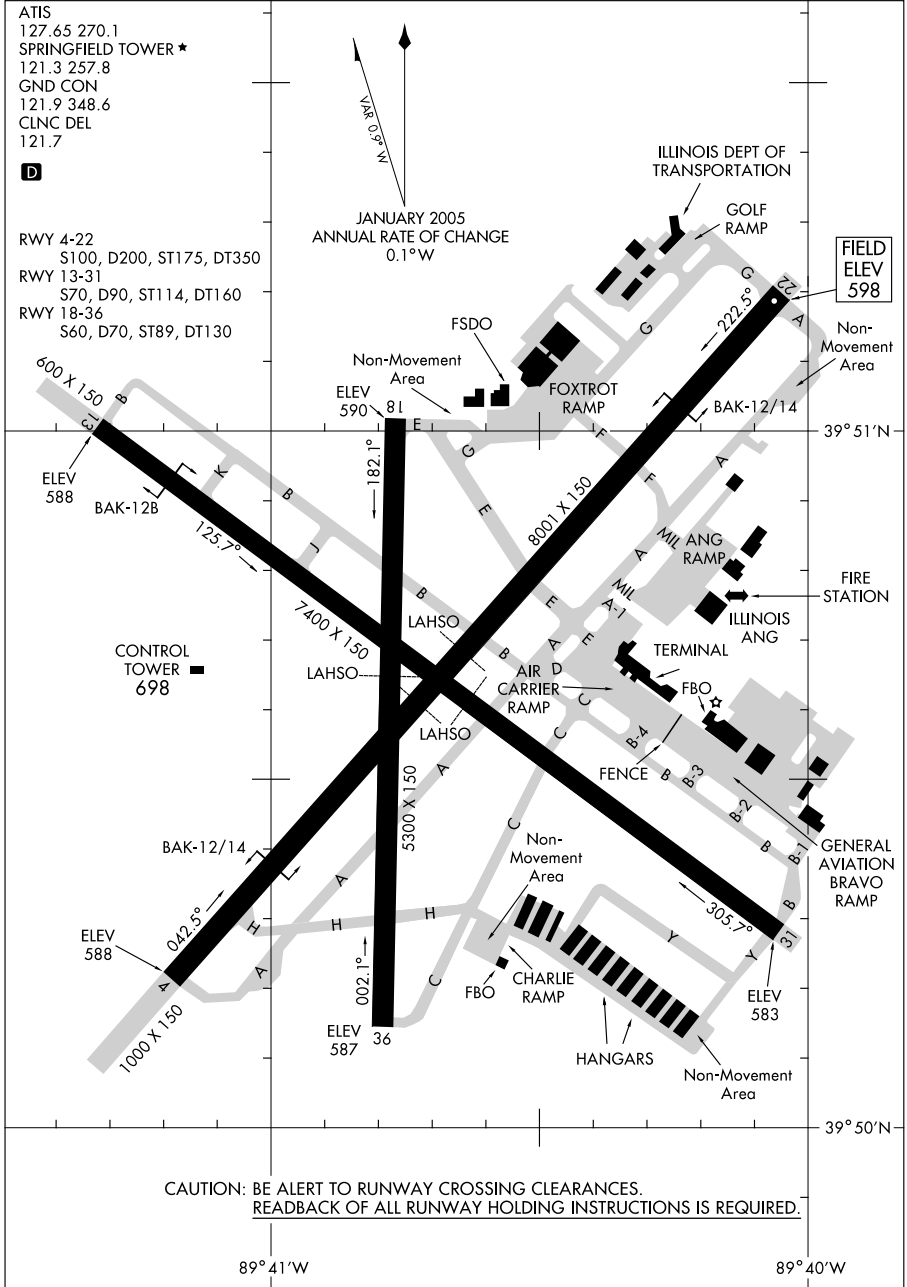 ATIS
127.65 270.1
SPRINGFIELD TOWER ★
121.3 257.8
GND CON
121.9 348.6
CLNC DEL
121.7
D
VAR 0.9° W
JANUARY 2005
ANNUAL RATE OF CHANGE
0.1° W
ILLINOIS DEPT OF
TRANSPORTATION
GOLF
RAMP
FIELD
ELEV
598
RWY 4-22
S100, D200, ST175, DT350
RWY 13-31
S70, D90, ST114, DT160
RWY 18-36
S60, D70, ST89, DT130
G
22
A
222.5°
G
Non-
Movement
Area
FSDO
Non-Movement
Area
FOXTROT
RAMP
600 X 150
B
13
ELEV
590
18
E
G
F
BAK-12/14
39° 51'N
ELEV
588
BAK-12B
K
B
182.1°
E
F
A
8001 X 150
125.7°
J
MIL
ANG
RAMP
A
FIRE
STATION
7400 X 150
B
LAHSO
E
MIL
A-1
ILLINOIS
ANG
CONTROL
TOWER
698
LAHSO
B
A
E
D
TERMINAL
AIR
CARRIER
RAMP
C
FBO
LAHSO
C
B-4
FENCE
A
B
B-3
5300 X 150
B-2
BAK-12/14
C
Non-
Movement
Area
B
B-1
GENERAL
AVIATION
BRAVO
RAMP
A
H
H
H
042.5°
305.7°
B
31
ELEV
588
4
A
002.1°
C
FBO
CHARLIE
RAMP
Y
Y
ELEV
583
1000 X 150
ELEV
587
36
HANGARS
Non-Movement
Area
39° 50'N
CAUTION: BE ALERT TO RUNWAY CROSSING CLEARANCES.
READBACK OF ALL RUNWAY HOLDING INSTRUCTIONS IS REQUIRED.
89° 41'W
89° 40'W